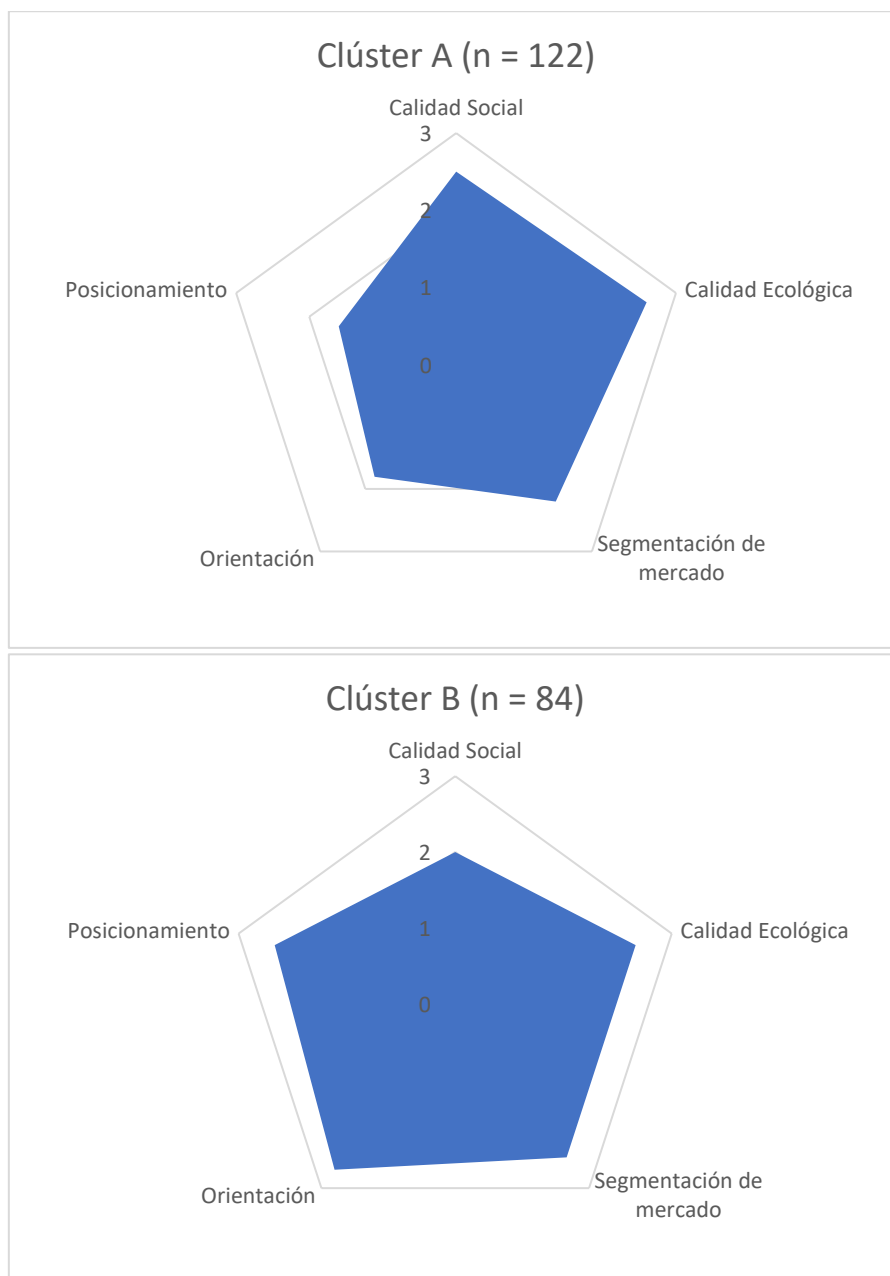 Clúster A (n = 122)
Calidad Social
3
2
1
0
Posicionamiento
Calidad Ecológica
Orientación
Segmentación de
mercado
Clúster B (n = 84)
Calidad Social
3
2
1
0
Posicionamiento
Calidad Ecológica
Orientación
Segmentación de
mercado